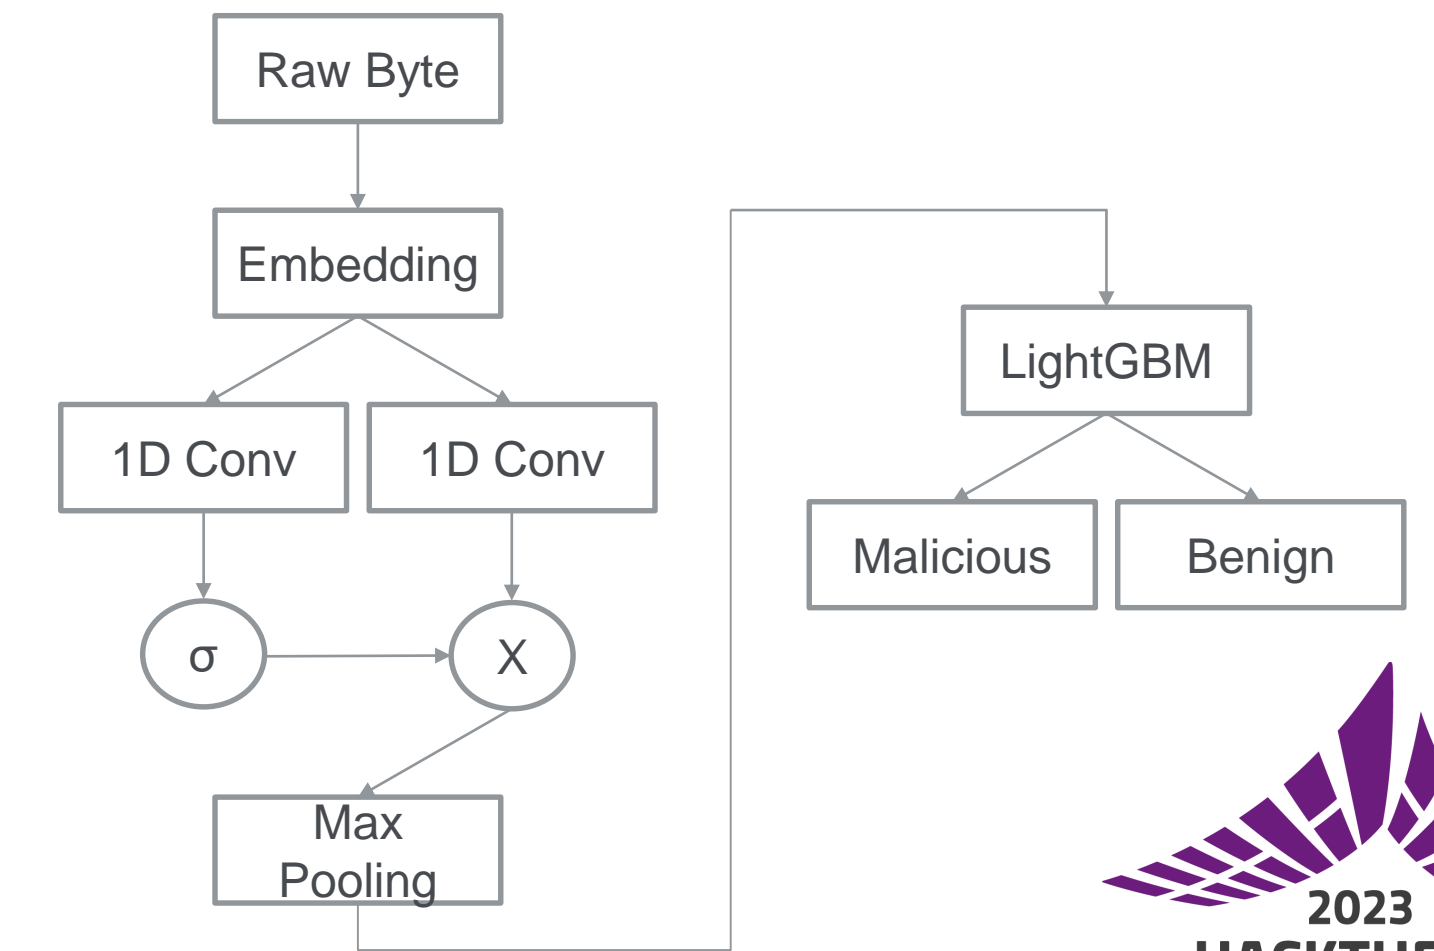 Raw Byte
Embedding
1D Conv
1D Conv
σ
X
Max
Pooling
LightGBM
Malicious
Benign
2023